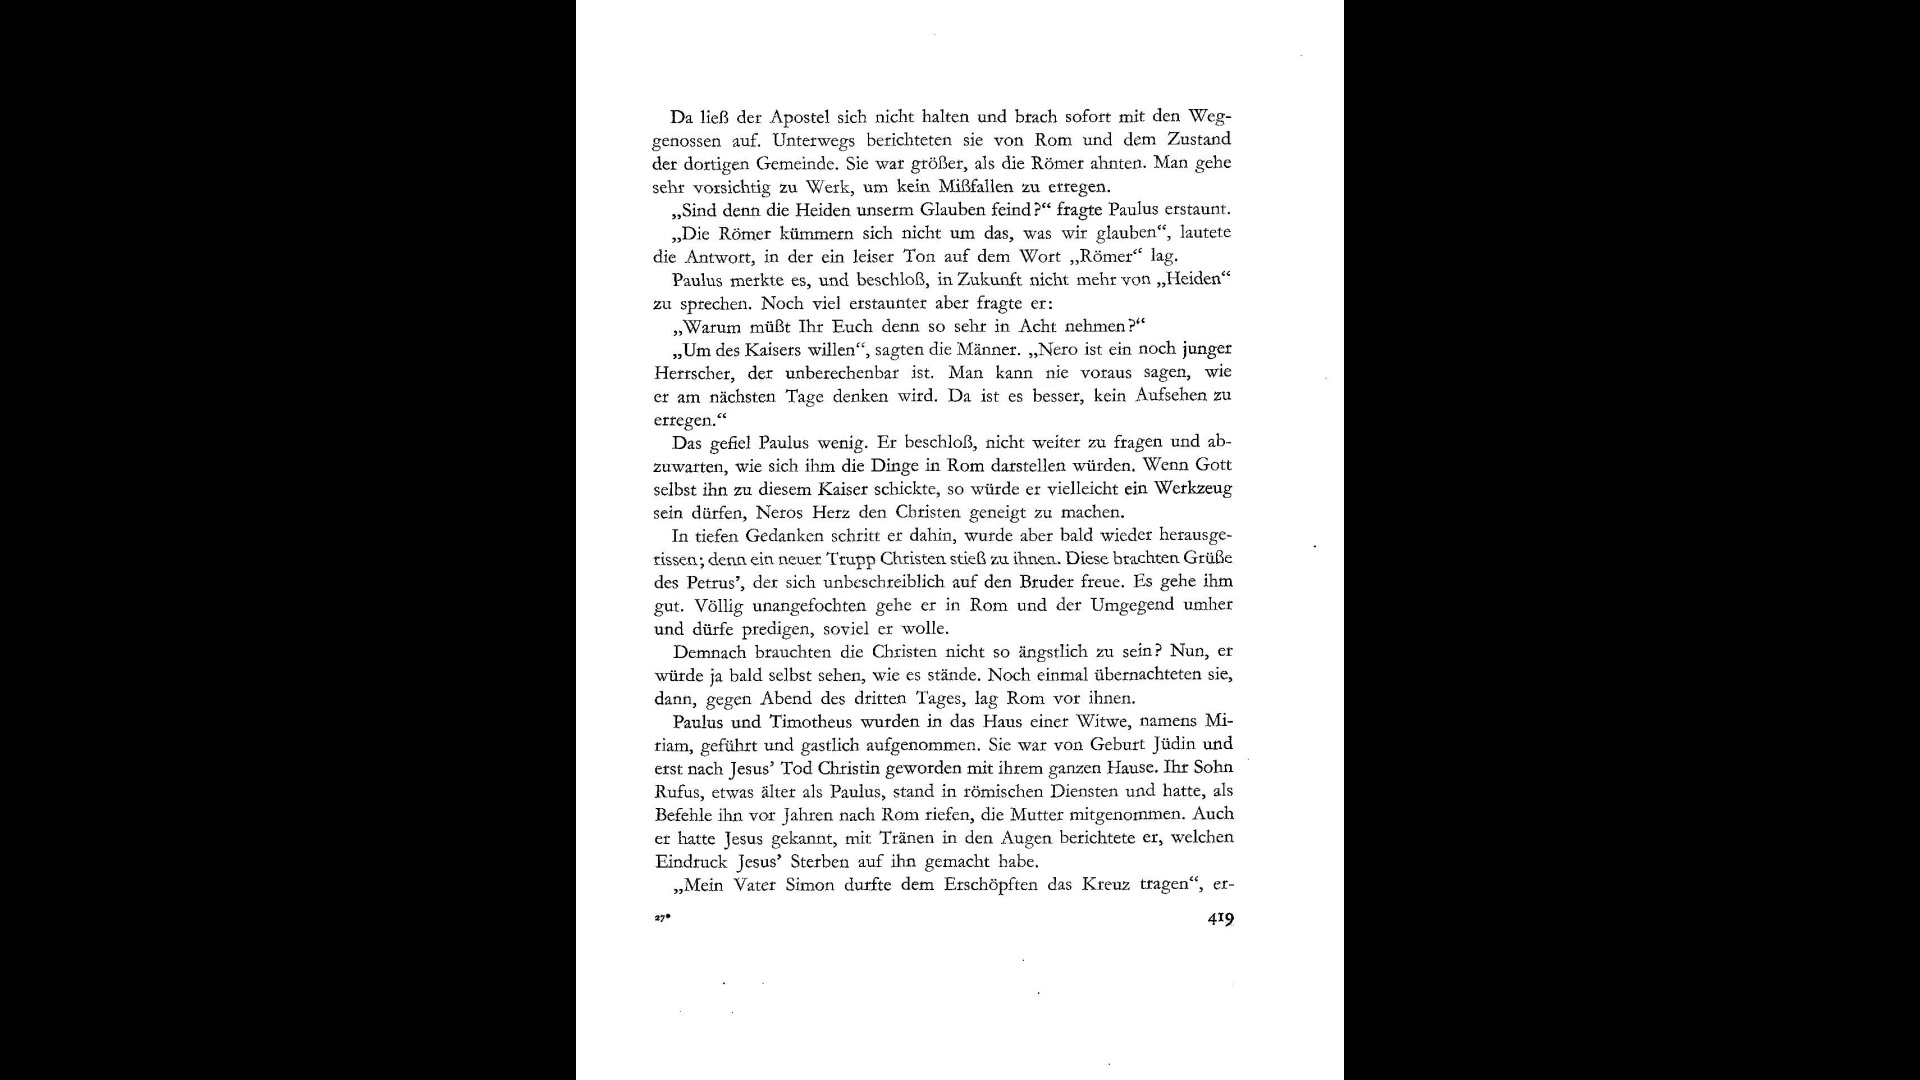 Da ließ der Apostel sich nicht halten und brach sofort mit den Weg-
genossen auf. Unterwegs berichteten sie von Rom und dem Zustand
der dortigen Gemeinde. Sie war größer, als die Römer ahnten. Man gehe
sehr vorsichtig zu Werk, um kein Mißfallen zu erregen.
„Sind denn die Heiden unserm Glauben feind?“ fragte Paulus erstaunt.
„Die Römer kümmern sich nicht um das, was wir glauben“, lautete
die Antwort, in der ein leiser Ton auf dem Wort „Römer“ lag.
Paulus merkte es, und beschloß, in Zukunft nicht mehr von „Heiden“
zu sprechen. Noch viel erstaunter aber fragte er:
„Warum müßt Ihr Euch denn so sehr in Acht nehmen?“
„Um des Kaisers willen“, sagten die Männer. „Nero ist ein noch junger
Herrscher, der unberechenbar ist. Man kann nie voraus sagen, wie
er am nächsten Tage denken wird. Da ist es besser, kein Aufsehen zu
erregen.“
Das gefiel Paulus wenig. Er beschloß, nicht weiter zu fragen und ab-
zuwarten, wie sich ihm die Dinge in Rom darstellen würden. Wenn Gott
selbst ihn zu diesem Kaiser schickte, so würde er vielleicht ein Werkzeug
sein dürfen, Neros Herz den Christen geneigt zu machen.
In tiefen Gedanken schritt er dahin, wurde aber bald wieder herausge-
rissen; denn ein neuer Trupp Christen stieß zu ihnen. Diese brachten Grüße
des Petrus’, der sich unbeschreiblich auf den Bruder freue. Es gehe ihm
gut. Völlig unangefochten gehe er in Rom und der Umgegend umher
und dürfe predigen, soviel er wolle.
Demnach brauchten die Christen nicht so ängstlich zu sein? Nun, er
würde ja bald selbst sehen, wie es stände. Noch einmal übernachteten sie,
dann, gegen Abend des dritten Tages, lag Rom vor ihnen.
Paulus und Timotheus wurden in das Haus einer Witwe, namens Mi-
riam, geführt und gastlich aufgenommen. Sie war von Geburt Jüdin und
erst nach Jesus’ Tod Christin geworden mit ihrem ganzen Hause. Ihr Sohn
Rufus, etwas älter als Paulus, stand in römischen Diensten und hatte, als
Befehle ihn vor Jahren nach Rom riefen, die Mutter mitgenommen. Auch
er hatte Jesus gekannt, mit Tränen in den Augen berichtete er, welchen
Eindruck Jesus’ Sterben auf ihn gemacht habe.
„Mein Vater Simon durfte dem Erschöpften das Kreuz tragen“, er-
27*
419